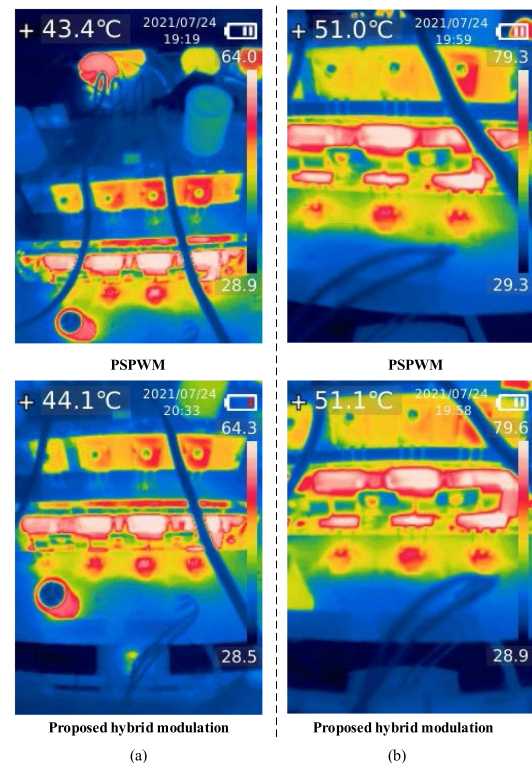 + 43.4°C
2021/07/24
19:19
64.0
28.9
PSPWM
+ 51.0°C
2021/07/24
19:59
79.3
29.3
PSPWM
+ 44.1°C
2021/07/24
20:33
64.3
28.5
Proposed hybrid modulation
(a)
+ 51.1°C
2021/07/24
19:58
79.6
28.9
Proposed hybrid modulation
(b)